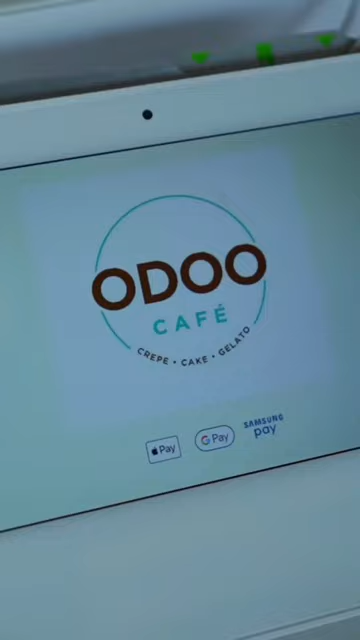 ODOO
CAFÉ
CREPE • CAKE • GELATO
Pay
G Pay
SAMSUNG
pay